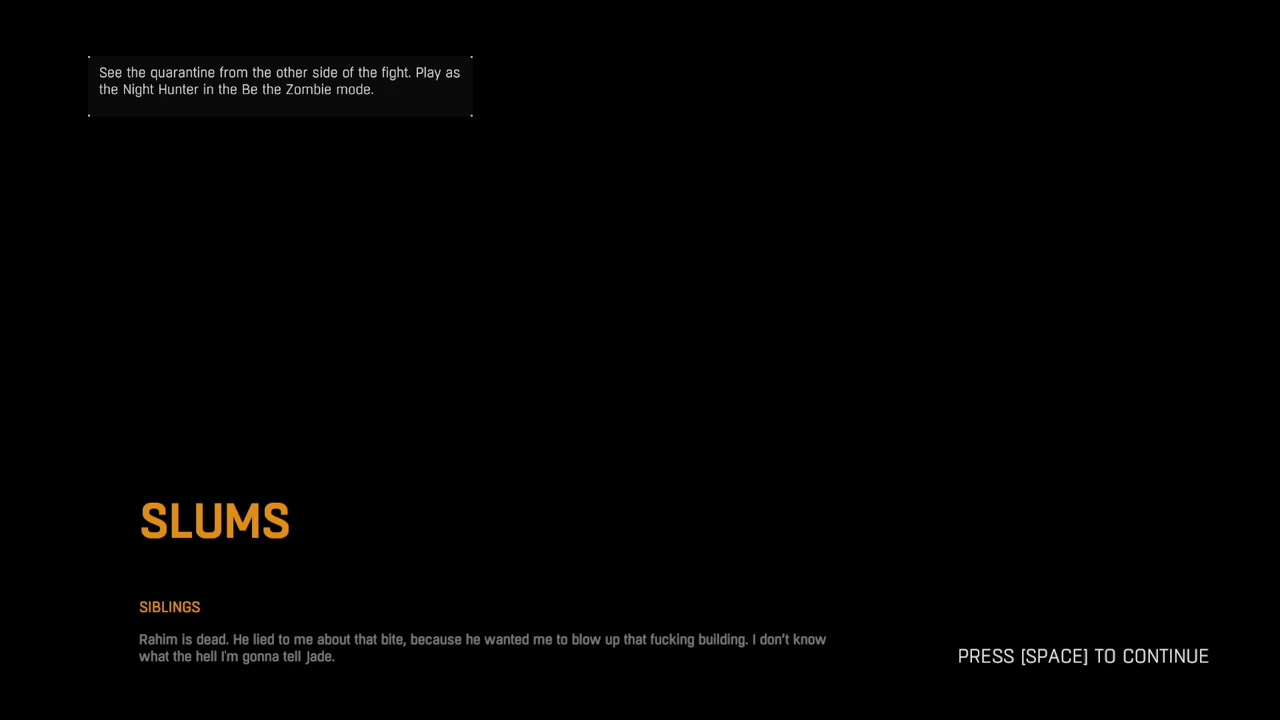 See the quarantine from the other side of the fight. Play as
the Night Hunter in the Be the Zombie mode.
SLUMS
SIBLINGS
Rahim is dead. He lied to me about that bite, because he wanted me to blow up that fucking building. I don’t know
what the hell I'm gonna tell Jade.
PRESS [SPACE] TO CONTINUE